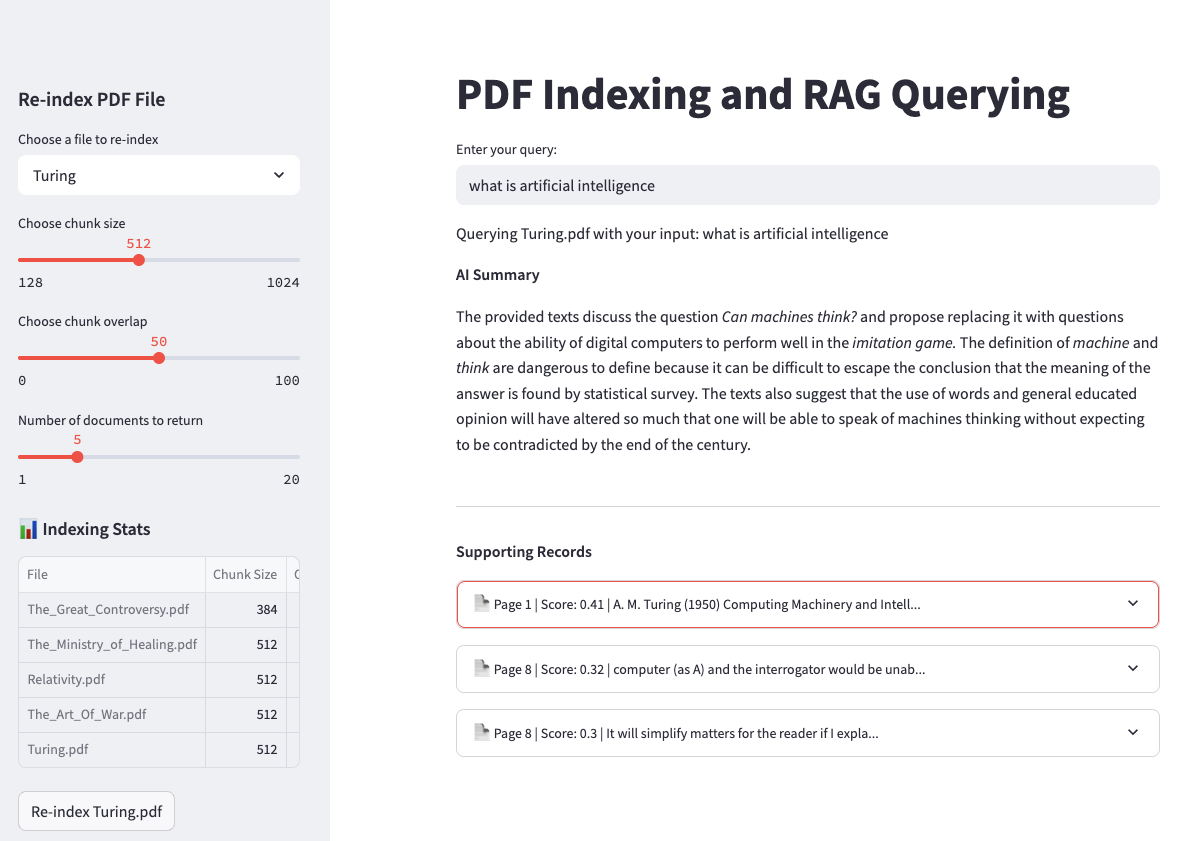 Re-index PDF File
Choose a file to re-index
Turing
Choose chunk size
512
128 1024
Choose chunk overlap
50
0 100
Number of documents to return
5
1 20
Indexing Stats
File Chunk Size
The_Great_Controversy.pdf 384
The_Ministry_of_Healing.pdf 512
Relativity.pdf 512
The_Art_Of_War.pdf 512
Turing.pdf 512
Re-index Turing.pdf
PDF Indexing and RAG Querying
Enter your query:
what is artificial intelligence
Querying Turing.pdf with your input: what is artificial intelligence
AI Summary
The provided texts discuss the question Can machines think? and propose replacing it with questions
about the ability of digital computers to perform well in the imitation game. The definition of machine and
think are dangerous to define because it can be difficult to escape the conclusion that the meaning of the
answer is found by statistical survey. The texts also suggest that the use of words and general educated
opinion will have altered so much that one will be able to speak of machines thinking without expecting
to be contradicted by the end of the century.
Supporting Records
Page 1 | Score: 0.41 | A. M. Turing (1950) Computing Machinery and Intell...
Page 8 | Score: 0.32 | computer (as A) and the interrogator would be unab...
Page 8 | Score: 0.3 | It will simplify matters for the reader if I expla...